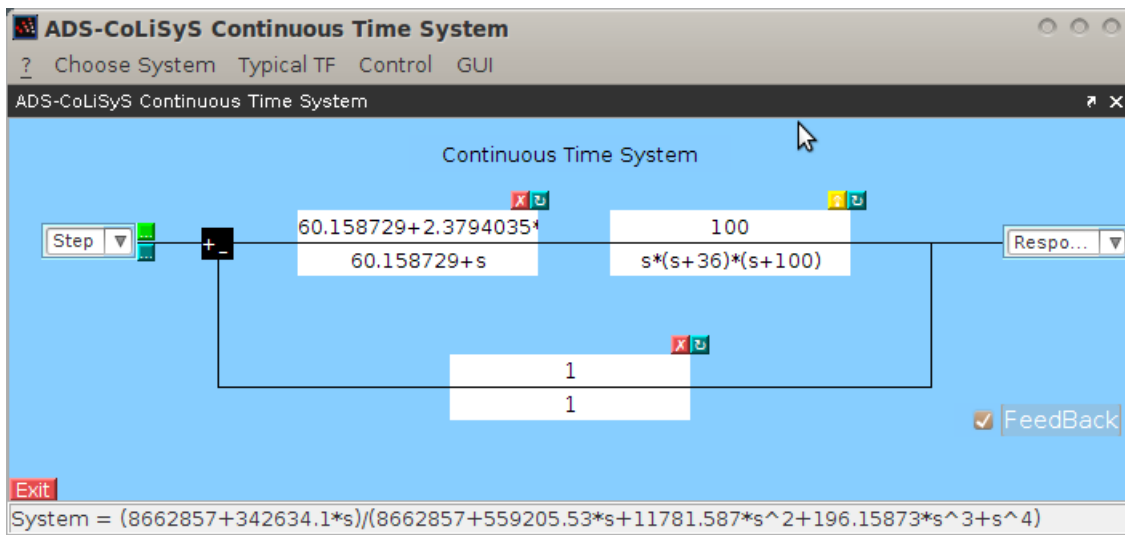 ADS-CoLiSyS Continuous Time System
? Choose System Typical TF Control GUI
ADS-CoLiSyS Continuous Time System
Continuous Time System
60.158729+2.3794035*
100
Step
+
-
Respo...
60.158729+s
s*(s+36)*(s+100)
1
1
FeedBack
Exit
System = (8662857+342634.1*s)/(8662857+559205.53*s+11781.587*s^2+196.15873*s^3+s^4)